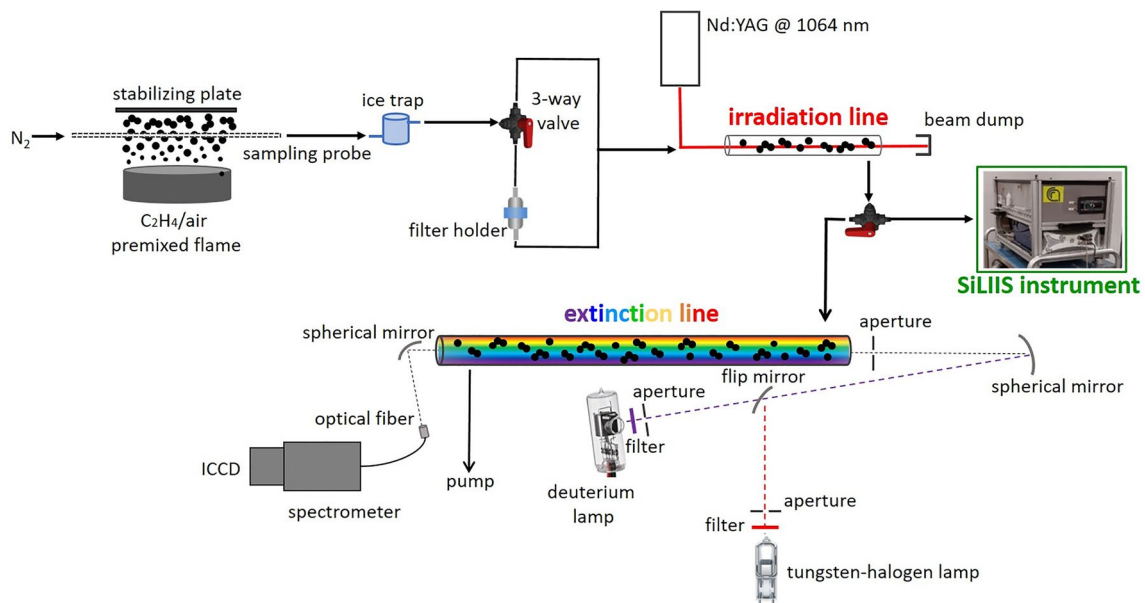 Nd:YAG @ 1064 nm
stabilizing plate
N₂
sampling probe
C₂H₄/air
premixed flame
ice trap
3-way
valve
filter holder
irradiation line
beam dump
SiLIIS instrument
extinction line
spherical mirror
aperture
spherical mirror
flip mirror
aperture
filter
deuterium
lamp
optical fiber
ICCD
spectrometer
pump
aperture
filter
tungsten-halogen lamp